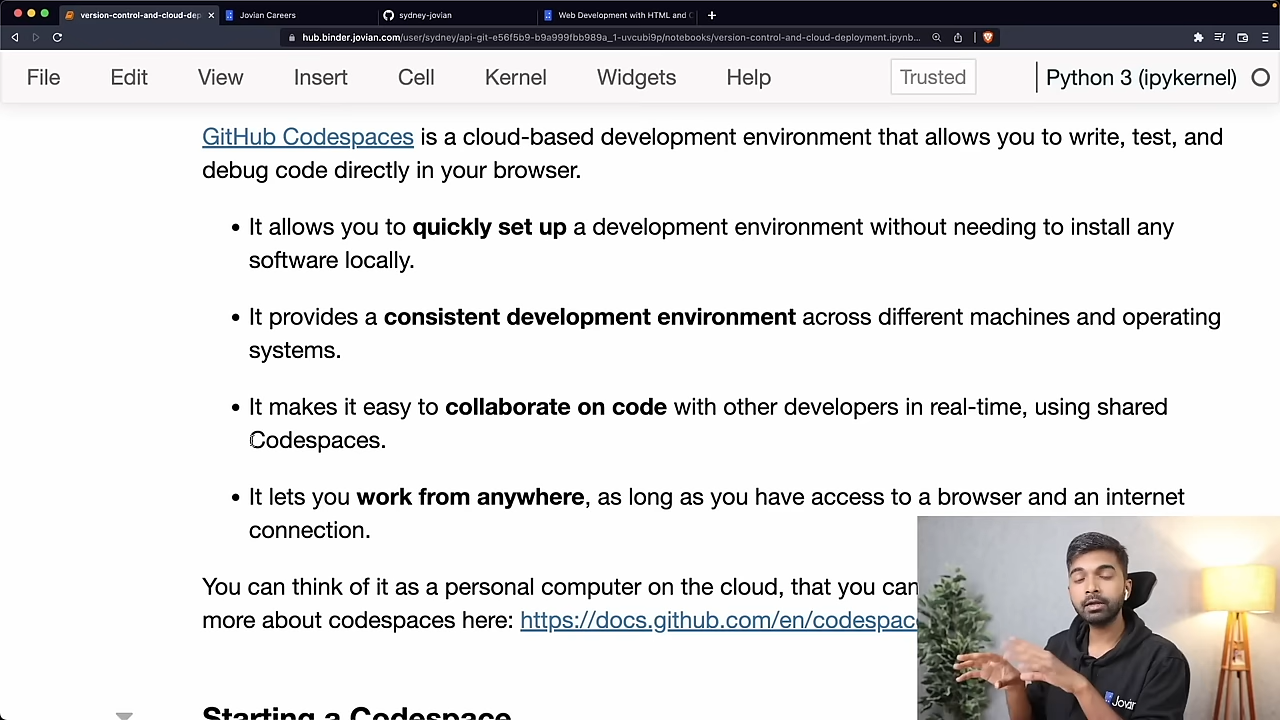 version-control-and-cloud-dep
Jovian Careers
sydney-jovian
Web Development with HTML and C
hub.binder.jovian.com/user/sydney/api-git-e56f5b9-b9a999fbb989a_1-uvcubi9p/notebooks/version-control-and-cloud-deployment.ipynb...
File Edit View Insert Cell Kernel Widgets Help Trusted Python 3 (ipykernel)
GitHub Codespaces is a cloud-based development environment that allows you to write, test, and
debug code directly in your browser.
• It allows you to quickly set up a development environment without needing to install any
software locally.
• It provides a consistent development environment across different machines and operating
systems.
• It makes it easy to collaborate on code with other developers in real-time, using shared
Codespaces.
• It lets you work from anywhere, as long as you have access to a browser and an internet
connection.
You can think of it as a personal computer on the cloud, that you can
more about codespaces here: https://docs.github.com/en/codespac
Starting a Codespace
Jovian